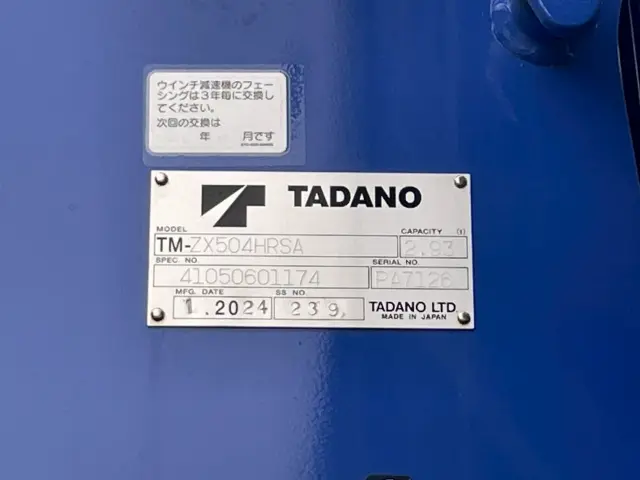 ウインチ減速機のフェー
シングは3年毎に交換し
てください。
次回の交換は
年 月です
TADANO
MODEL CAPACITY (t)
TM-ZX504HRSA 2.93
SPEC. NO. SERIAL NO.
41050601174 PA7126
MFG. DATE SS NO.
1.2024 239,
TADANO LTD.
MADE IN JAPAN